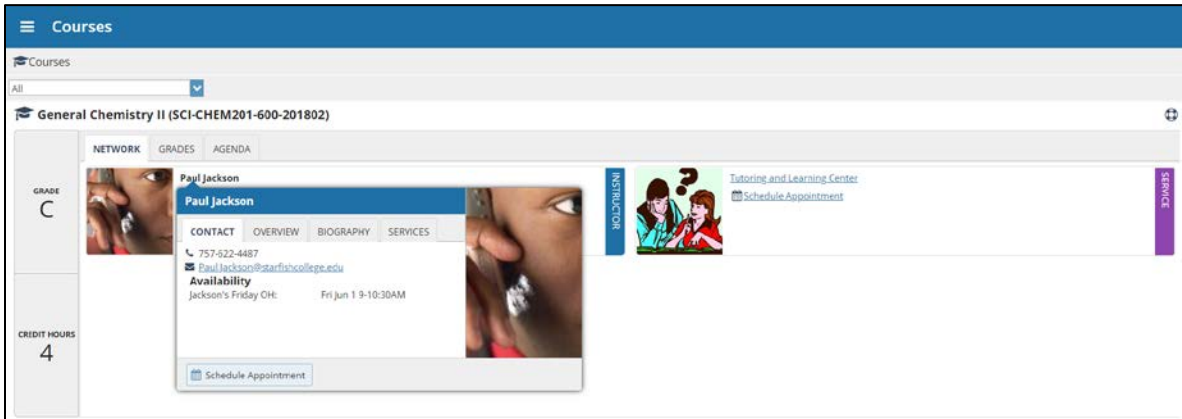 Courses
Courses
All
General Chemistry II (SCI-CHEM201-600-201802)
NETWORK GRADES AGENDA
GRADE
C
CREDIT HOURS
4
Paul Jackson
INSTRUCTOR
Paul Jackson
CONTACT OVERVIEW BIOGRAPHY SERVICES
757-622-4487
Paul.Jackson@starfishcollege.edu
Availability
Jackson's Friday OH: Fri Jun 1 9-10:30AM
Schedule Appointment
Tutoring and Learning Center
Schedule Appointment
SERVICE